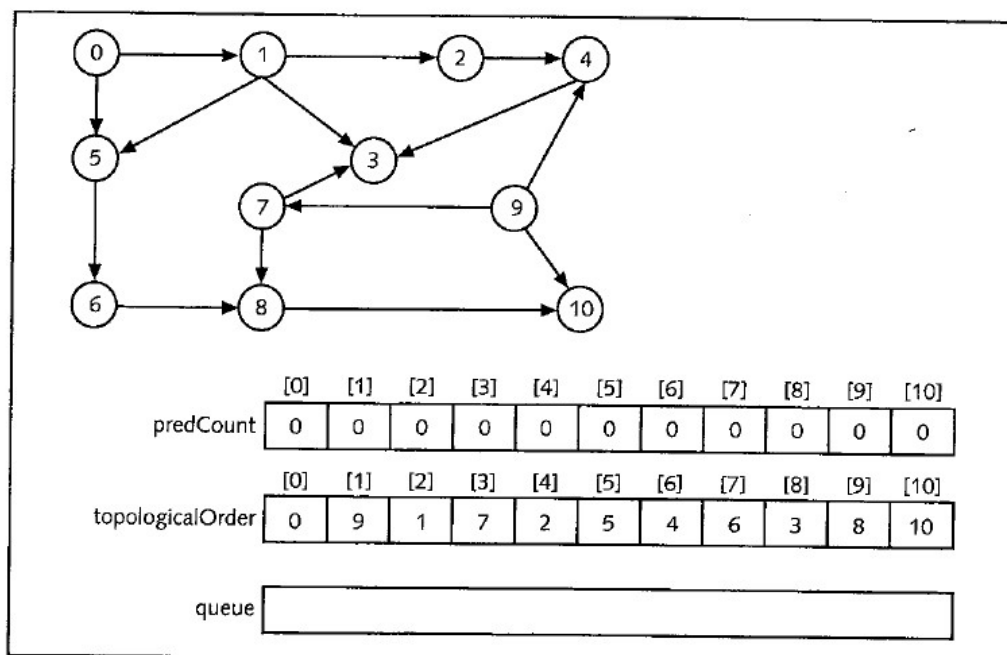 0 1 2 4
5 3
7 9
6 8 10
[0] [1] [2] [3] [4] [5] [6] [7] [8] [9] [10]
predCount 0 0 0 0 0 0 0 0 0 0 0
[0] [1] [2] [3] [4] [5] [6] [7] [8] [9] [10]
topologicalOrder 0 9 1 7 2 5 4 6 3 8 10
queue